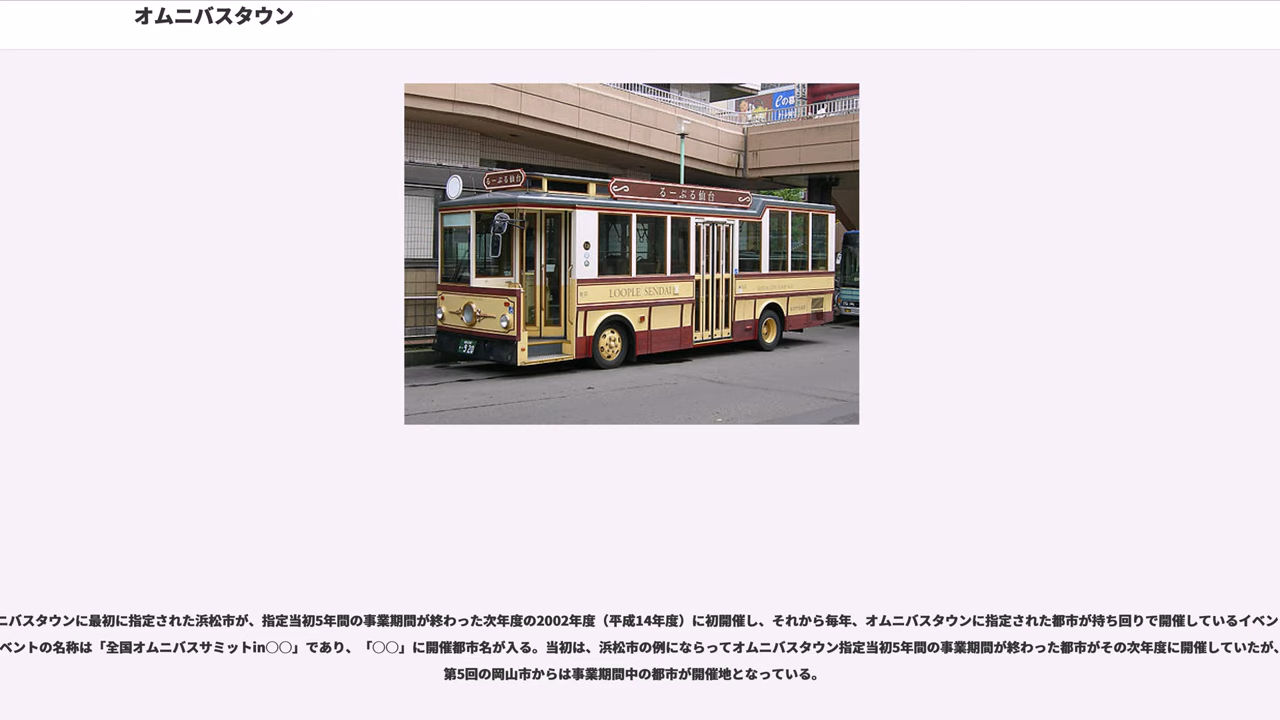 オムニバスタウン
の都
るーぷる仙台
るーぷる仙台
LOOPLE SENDAI
・920
ニバスタウンに最初に指定された浜松市が、指定当初5年間の事業期間が終わった次年度の2002年度（平成14年度）に初開催し、それから毎年、オムニバスタウンに指定された都市が持ち回りで開催しているイベン
ベントの名称は「全国オムニバスサミットin○○」であり、「○○」に開催都市名が入る。当初は、浜松市の例にならってオムニバスタウン指定当初5年間の事業期間が終わった都市がその次年度に開催していたが、
第5回の岡山市からは事業期間中の都市が開催地となっている。